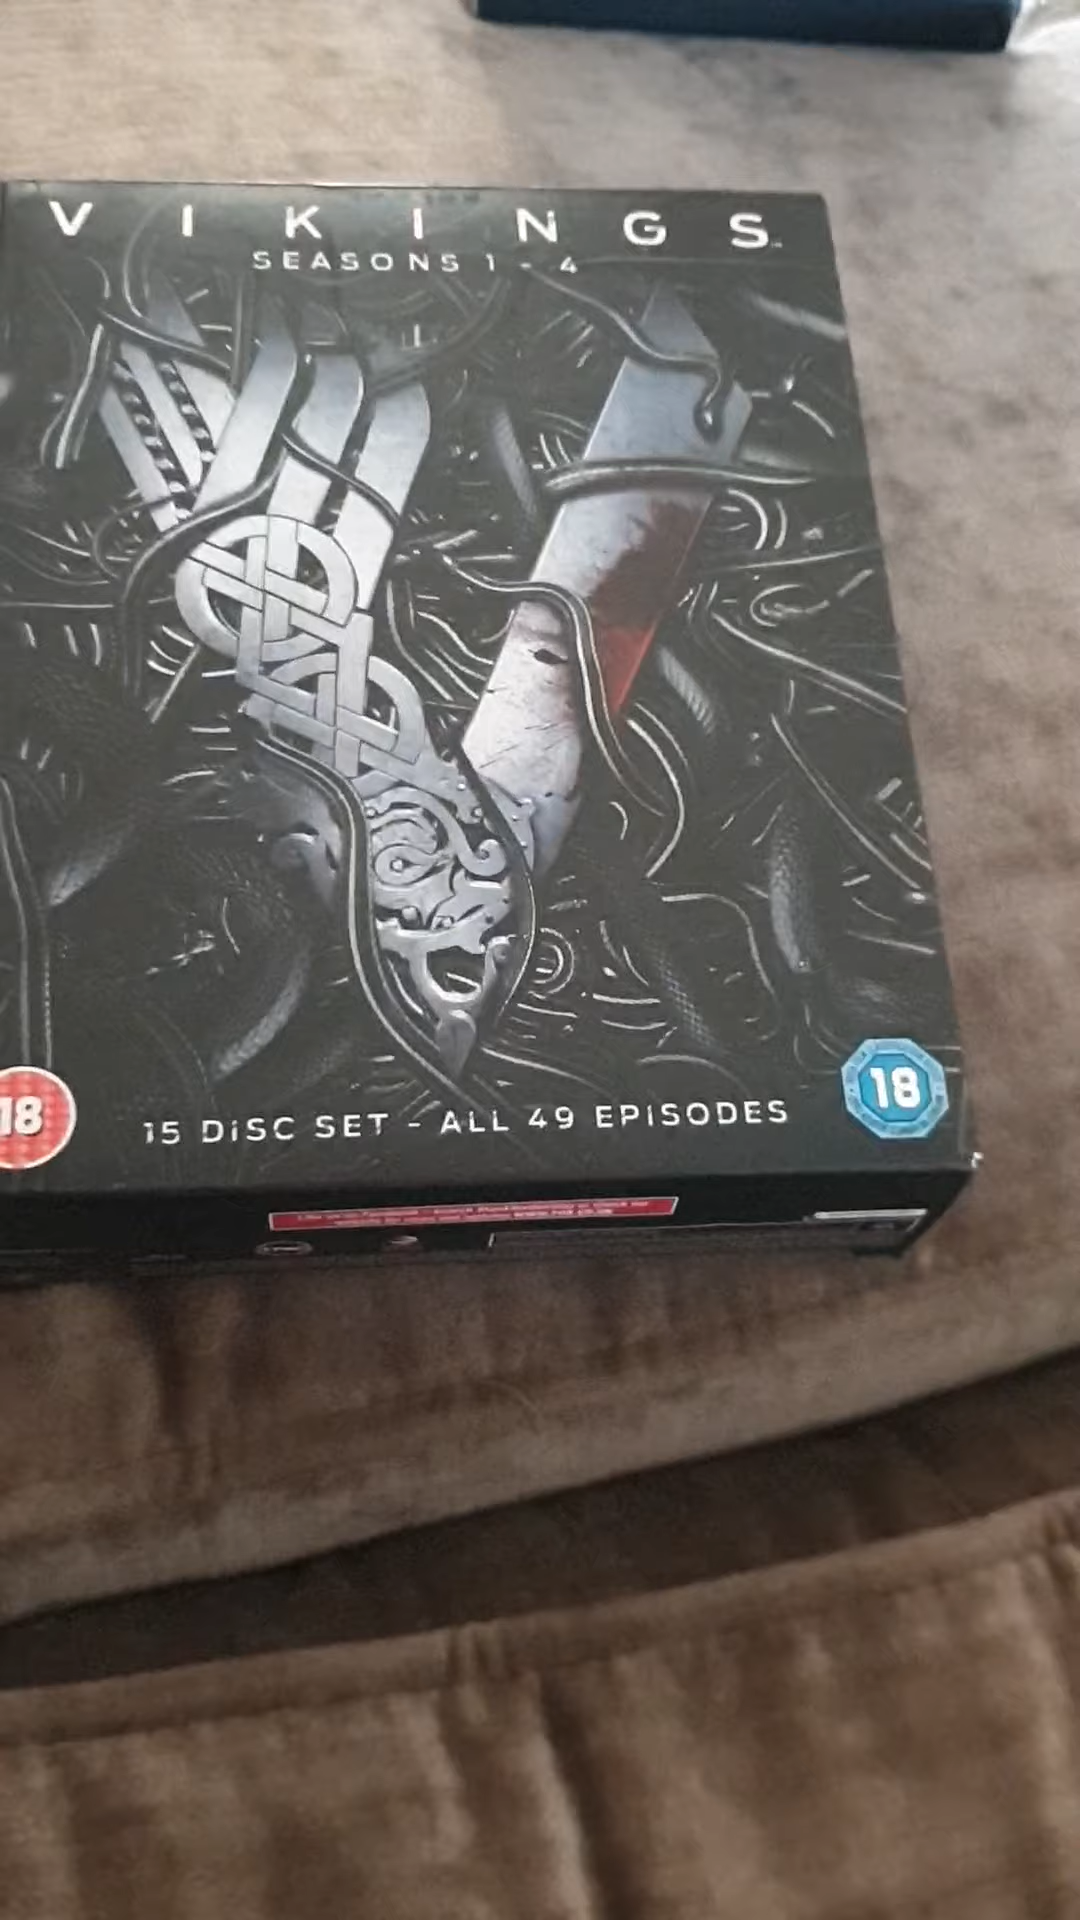 VIKINGS
SEASONS 1 - 4
18
15 DiSC SET - ALL 49 EPISODES
18